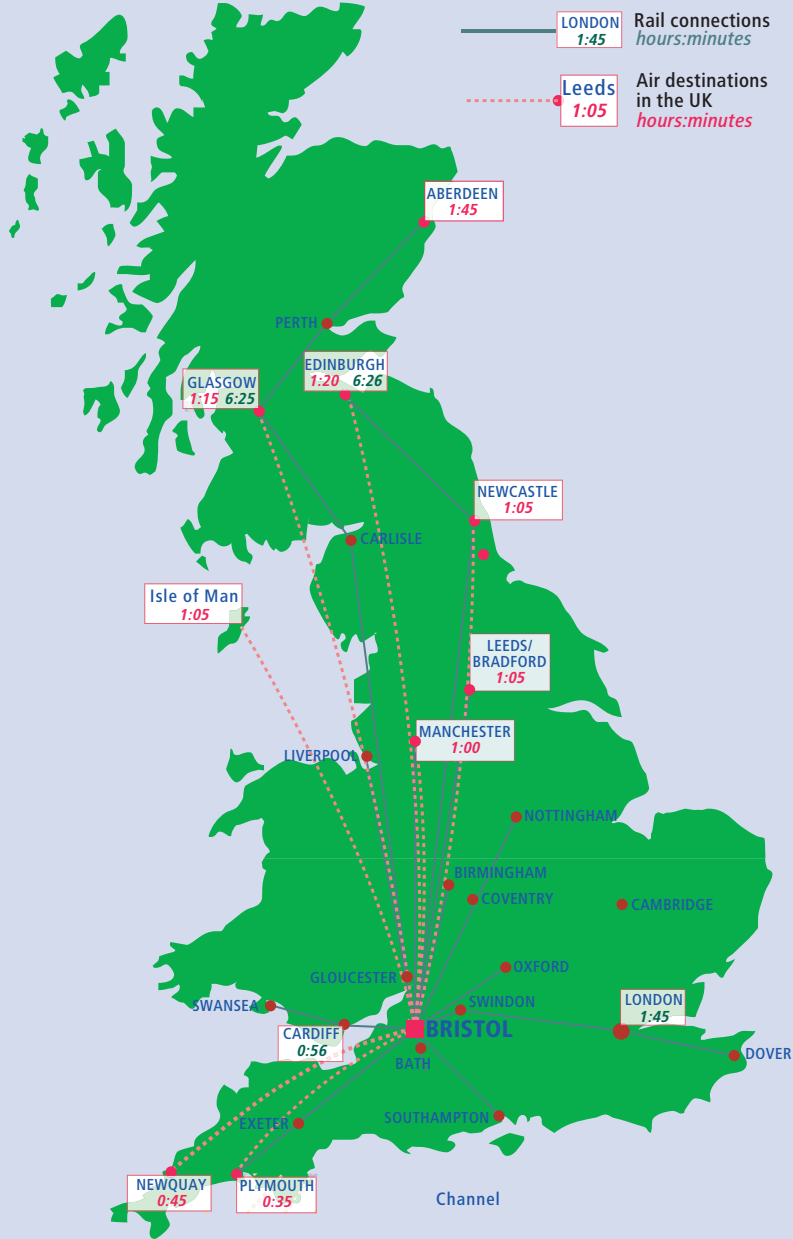 LONDON
1:45
Rail connections
hours:minutes
Leeds
1:05
Air destinations
in the UK
hours:minutes
ABERDEEN
1:45
PERTH
EDINBURGH
1:20 6:26
GLASGOW
1:15 6:25
NEWCASTLE
1:05
CARLISLE
Isle of Man
1:05
LEEDS/
BRADFORD
1:05
MANCHESTER
1:00
LIVERPOOL
NOTTINGHAM
BIRMINGHAM
COVENTRY
CAMBRIDGE
GLOUCESTER
OXFORD
SWANSEA
SWINDON
LONDON
1:45
CARDIFF
0:56
BRISTOL
BATH
DOVER
EXETER
SOUTHAMPTON
NEWQUAY
0:45
PLYMOUTH
0:35
Channel